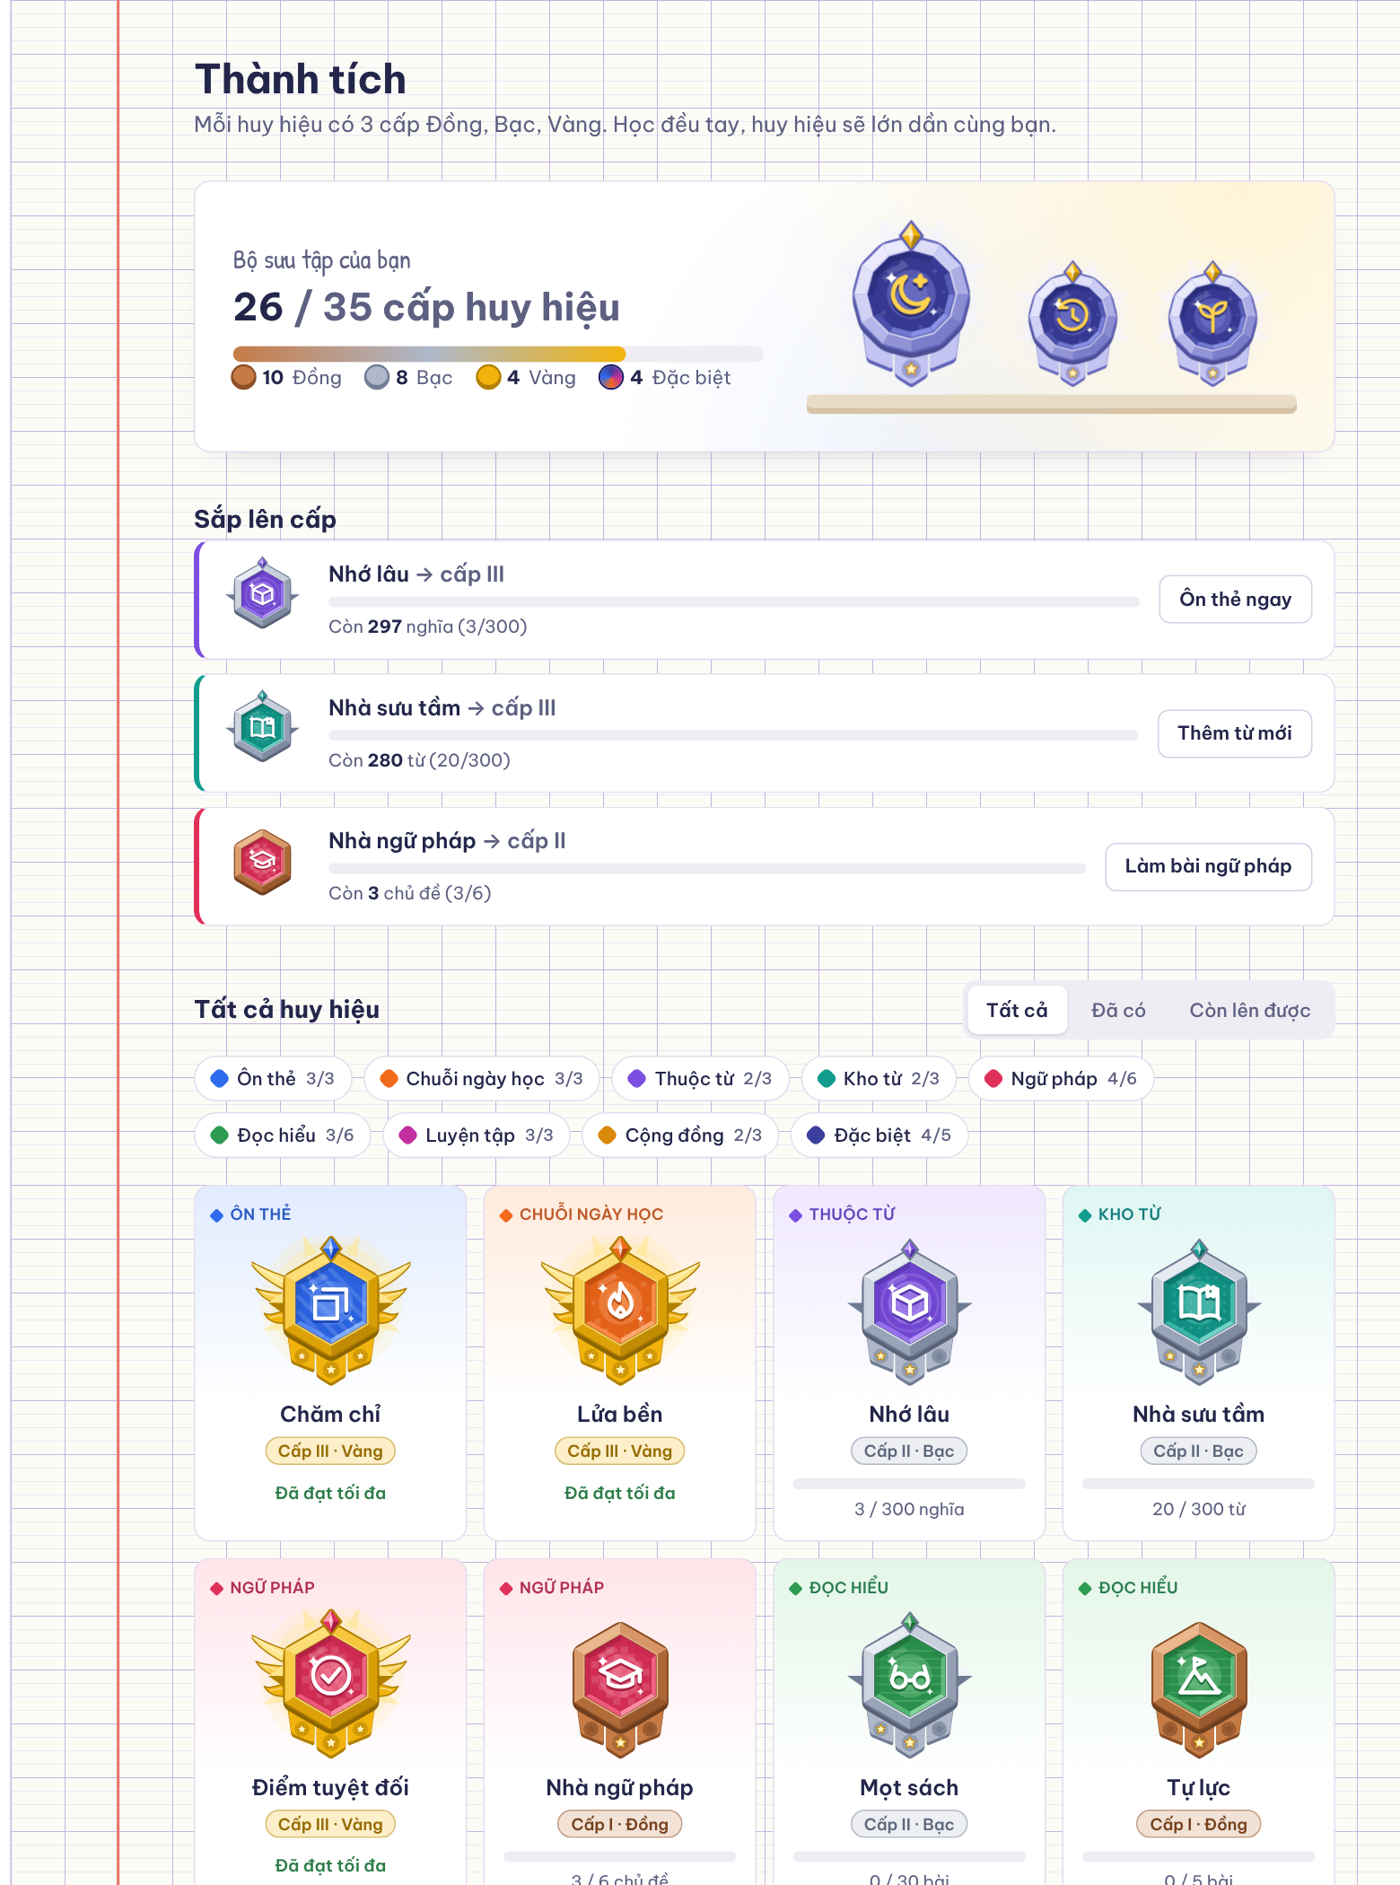 Thành tích
Mỗi huy hiệu có 3 cấp Đồng, Bạc, Vàng. Học đều tay, huy hiệu sẽ lớn dần cùng bạn.
Bộ sưu tập của bạn
26 / 35 cấp huy hiệu
10 Đồng 8 Bạc 4 Vàng 4 Đặc biệt
Sắp lên cấp
Nhớ lâu → cấp III
Còn 297 nghĩa (3/300)
Ôn thẻ ngay
Nhà sưu tầm → cấp III
Còn 280 từ (20/300)
Thêm từ mới
Nhà ngữ pháp → cấp II
Còn 3 chủ đề (3/6)
Làm bài ngữ pháp
Tất cả huy hiệu
Tất cả Đã có Còn lên được
Ôn thẻ 3/3 Chuỗi ngày học 3/3 Thuộc từ 2/3 Kho từ 2/3 Ngữ pháp 4/6
Đọc hiểu 3/6 Luyện tập 3/3 Cộng đồng 2/3 Đặc biệt 4/5
ÔN THẺ
Chăm chỉ
Cấp III · Vàng
Đã đạt tối đa
CHUỖI NGÀY HỌC
Lửa bền
Cấp III · Vàng
Đã đạt tối đa
THUỘC TỪ
Nhớ lâu
Cấp II · Bạc
3 / 300 nghĩa
KHO TỪ
Nhà sưu tầm
Cấp II · Bạc
20 / 300 từ
NGỮ PHÁP
Điểm tuyệt đối
Cấp III · Vàng
Đã đạt tối đa
NGỮ PHÁP
Nhà ngữ pháp
Cấp I · Đồng
3 / 6 chủ đề
ĐỌC HIỂU
Mọt sách
Cấp II · Bạc
0 / 30 bài
ĐỌC HIỂU
Tự lực
Cấp I · Đồng
0 / 5 bài